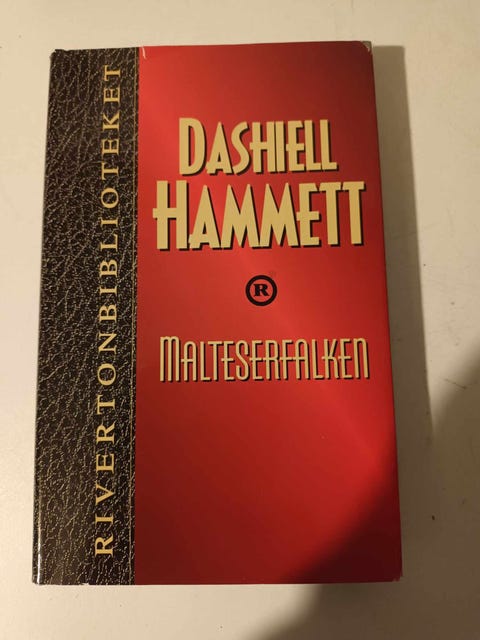 RIVERTONBIBLIOTEKET
DASHIELL
HAMMETT
R
MALTESERFALKEN